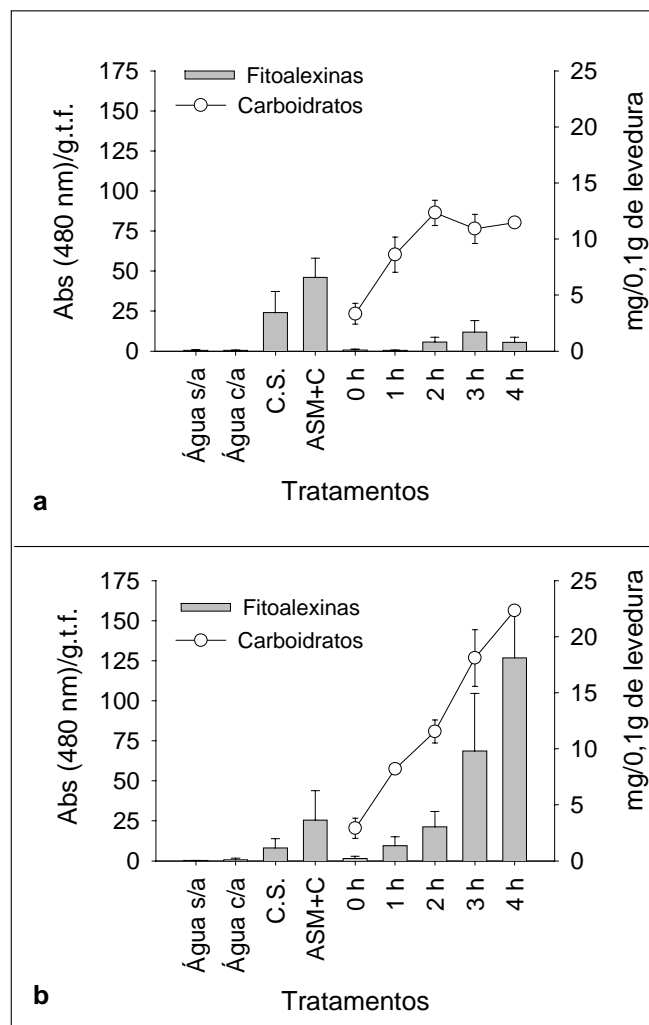 175
150
125
100
75
50
25
0
Abs (480 nm)/g.t.f.
Fitoalexinas
Carboidratos
25
20
15
10
5
0
mg/0,1g de levedura
Água s/a
Água c/a
C.S.
ASM+C
0 h
1 h
2 h
3 h
4 h
Tratamentos
a
175
150
125
100
75
50
25
0
Abs (480 nm)/g.t.f.
Fitoalexinas
Carboidratos
25
20
15
10
5
0
mg/0,1g de levedura
Água s/a
Água c/a
C.S.
ASM+C
0 h
1 h
2 h
3 h
4 h
Tratamentos
b